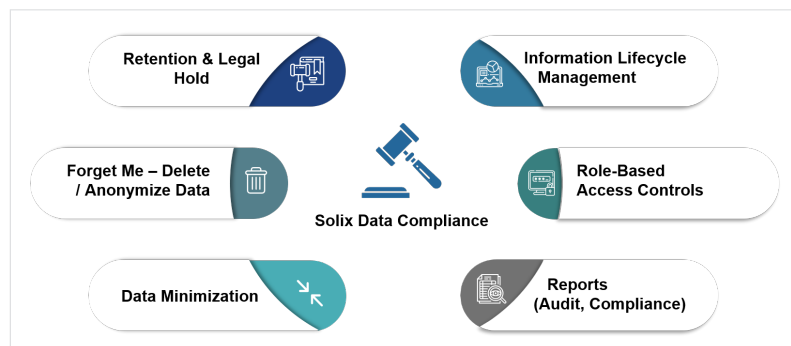 Retention & Legal
Hold
Information Lifecycle
Management
Forget Me – Delete
/ Anonymize Data
Role-Based
Access Controls
Solix Data Compliance
Data Minimization
Reports
(Audit, Compliance)